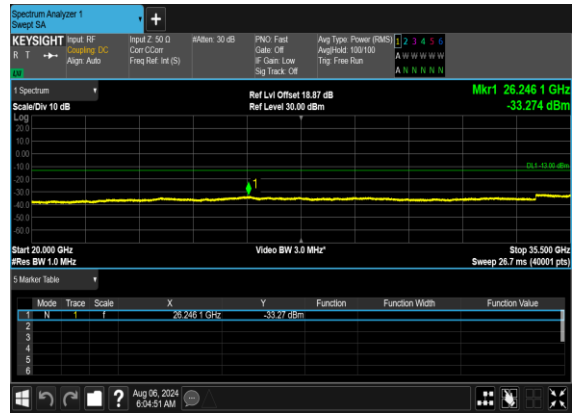 Spectrum Analyzer 1
Swept SA
+
KEYSIGHT Input: RF Input Z: 50 Ω #Atten: 30 dB PNO: Fast Avg Type: Power (RMS) 1 2 3 4 5 6
R T Coupling: DC Corr CCorr Gate: Off Avg|Hold: 100/100 A W W W W W
Align: Auto Freq Ref: Int (S) IF Gain: Low Trig: Free Run
Sig Track: Off A N N N N N
1 Spectrum Ref Lvl Offset 18.87 dB Mkr1 26.246 1 GHz
Scale/Div 10 dB Ref Level 30.00 dBm -33.274 dBm
Log
20.0
10.0
0.00
-10.0 DL1 -13.00 dBm
-20.0
-30.0 1
-40.0
-50.0
-60.0
Start 20.000 GHz Video BW 3.0 MHz* Stop 35.500 GHz
#Res BW 1.0 MHz Sweep 26.7 ms (40001 pts)
5 Marker Table
Mode Trace Scale X Y Function Function Width Function Value
1 N 1 f 26.246 1 GHz -33.27 dBm
2
3
4
5
6
? Aug 06, 2024
6:04:51 AM